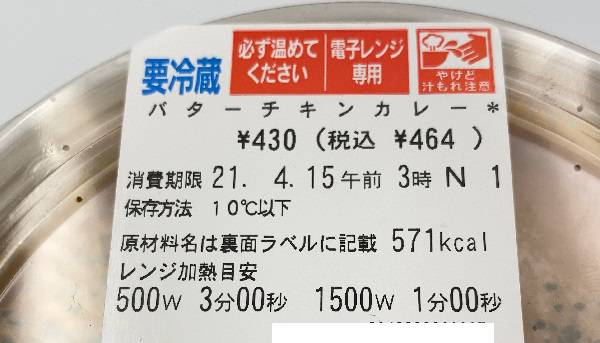 要冷蔵
必ず温めて
ください
電子レンジ
専用
やけど
汁もれ注意
バターチキンカレー*
¥430 (税込 ¥464 )
消費期限 21. 4.15午前 3時 N 1
保存方法 10℃以下
原材料名は裏面ラベルに記載 571kcal
レンジ加熱目安
500W 3分00秒 1500W 1分00秒